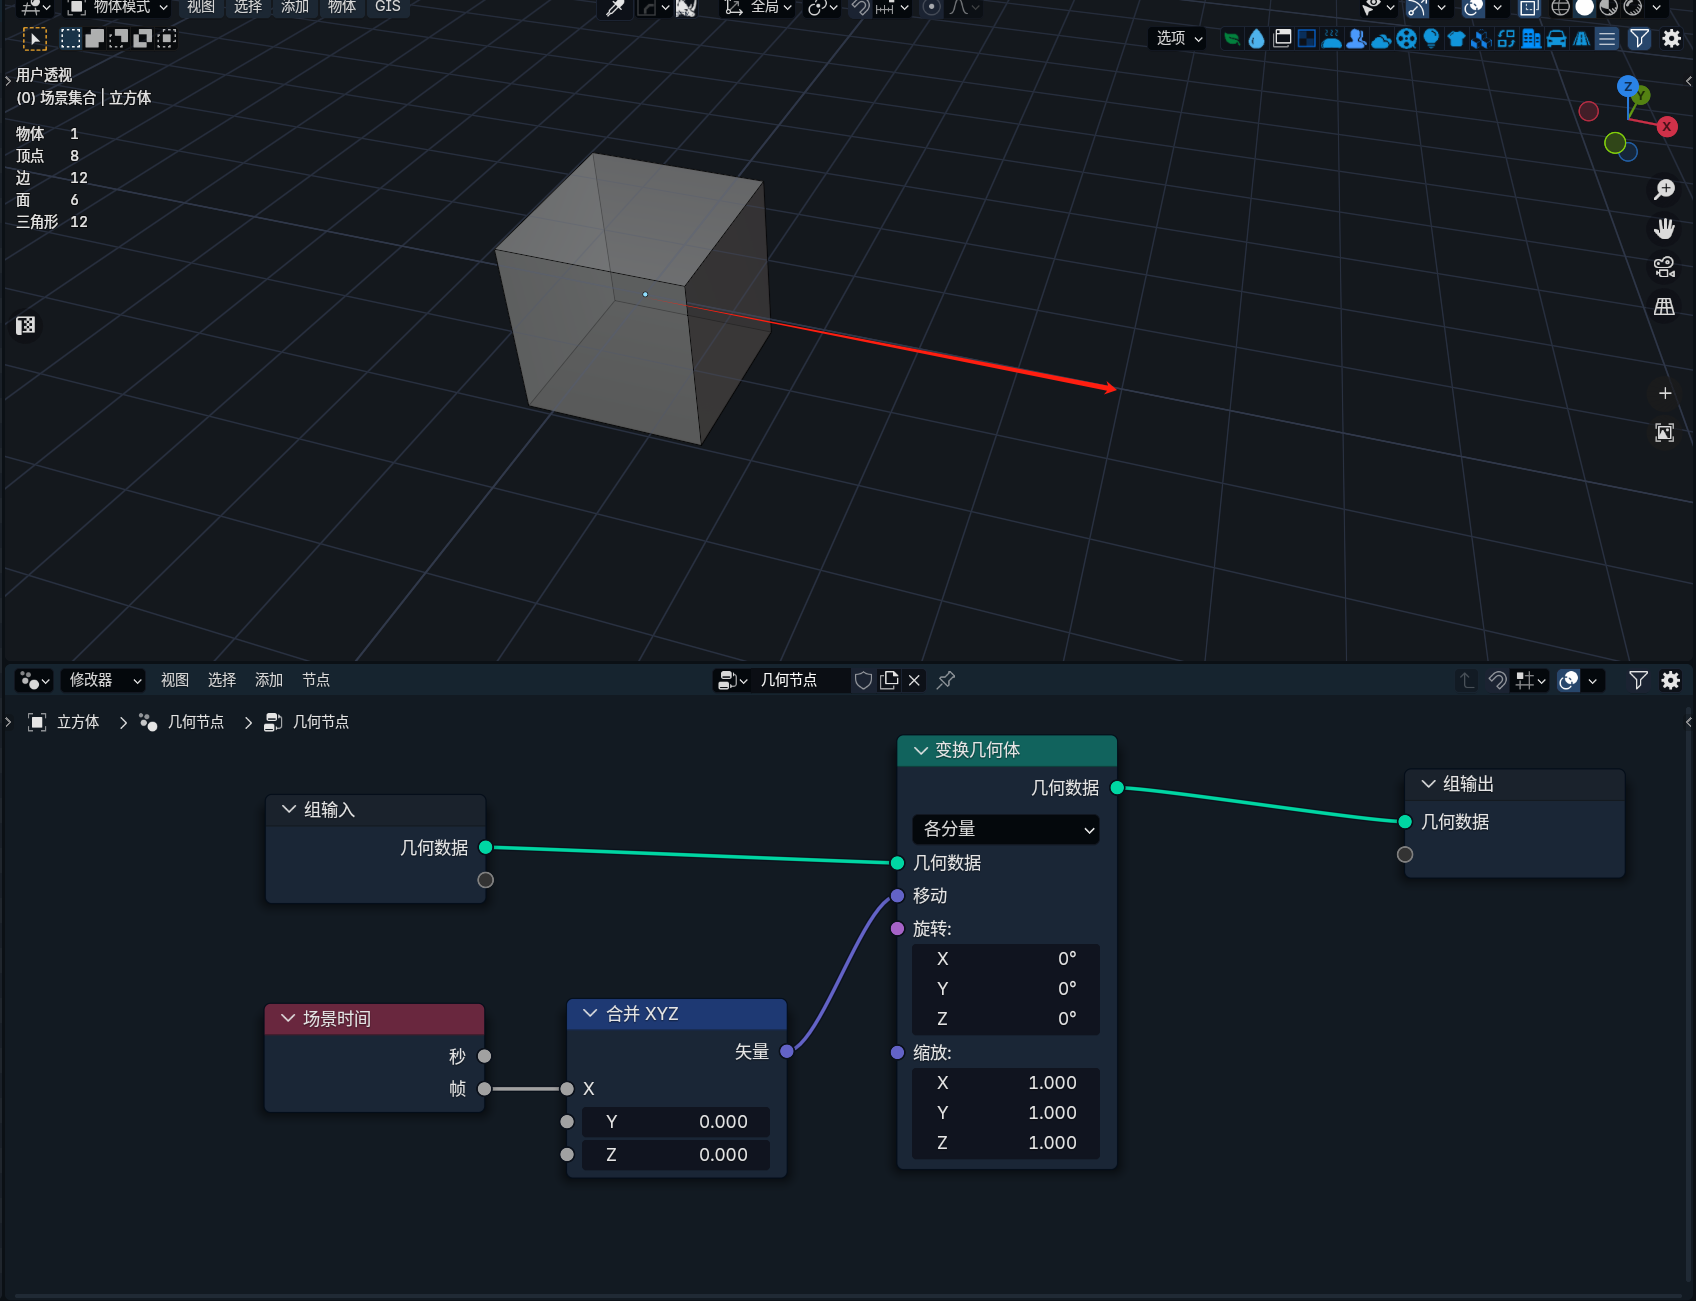 物体模式 视图 选择 添加 物体 GIS 全局
选项
用户透视
(0) 场景集合 | 立方体
物体 1
顶点 8
边 12
面 6
三角形 12
Z
Y
X
修改器 视图 选择 添加 节点 几何节点
立方体 几何节点 几何节点
变换几何体
几何数据
各分量
几何数据
移动
旋转:
X 0°
Y 0°
Z 0°
缩放:
X 1.000
Y 1.000
Z 1.000
组输出
几何数据
组输入
几何数据
场景时间
秒
帧
合并 XYZ
矢量
X
Y 0.000
Z 0.000